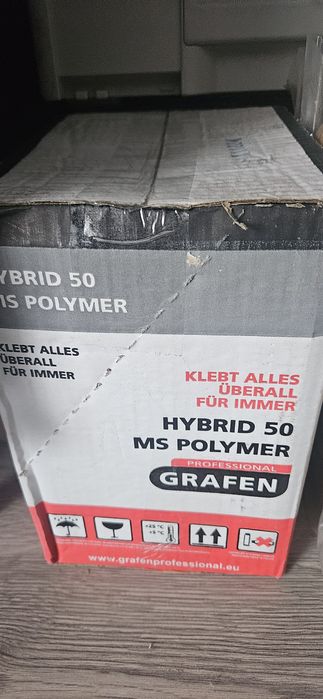 YBRID 50
MS POLYMER
KLEBT ALLES
ÜBERALL
FÜR IMMER
KLEBT ALLES
ÜBERALL
FÜR IMMER
HYBRID 50
MS POLYMER
PROFESSIONAL
GRAFEN
+25 °C
+5 °C
www.grafenprofessional.eu